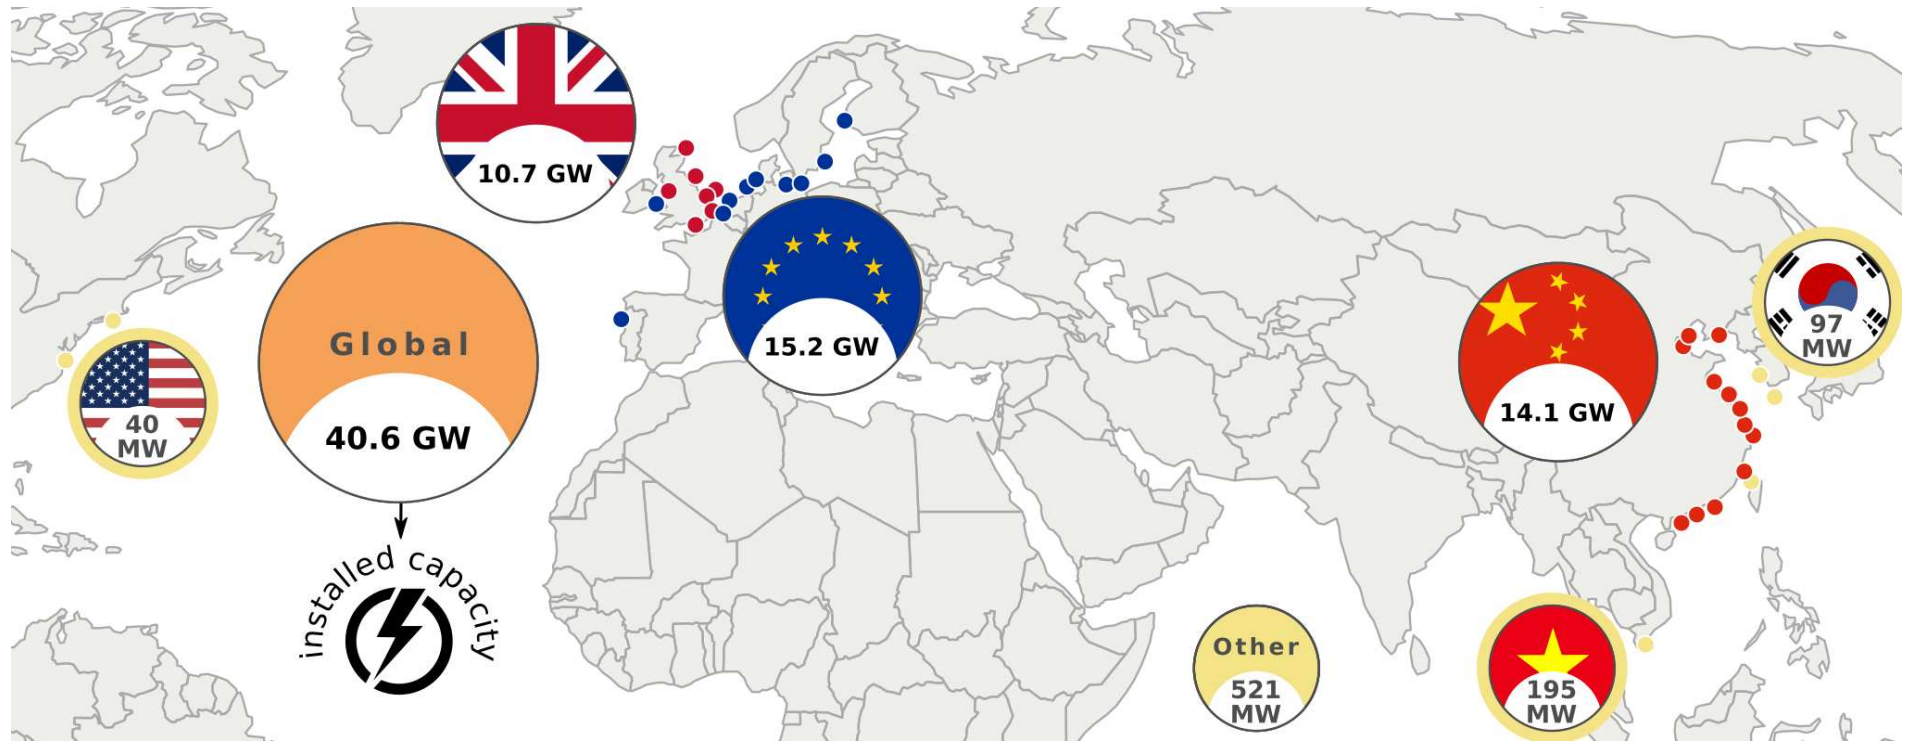 10.7 GW
Global
40.6 GW
installed capacity
15.2 GW
14.1 GW
97
MW
40
MW
Other
521
MW
195
MW